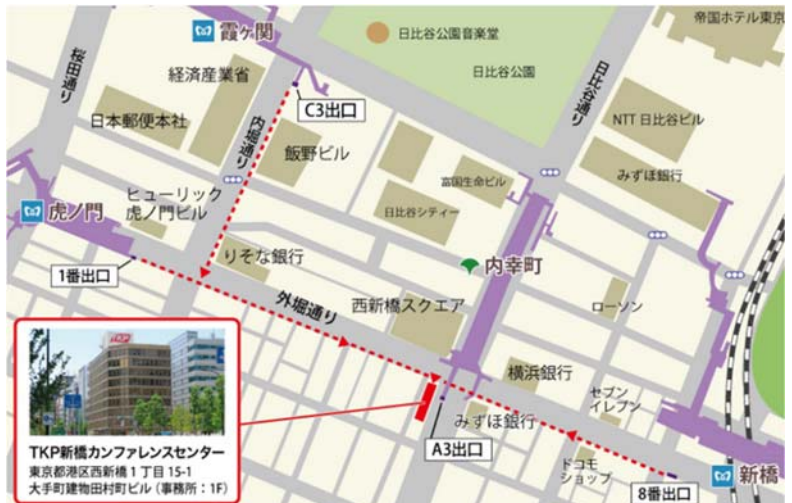 帝国ホテル東京
霞ヶ関
日比谷公園音楽堂
桜田通り
経済産業省
日比谷公園
日比谷通り
C3出口
内堀通り
NTT 日比谷ビル
日本郵便本社
飯野ビル
みずほ銀行
富国生命ビル
虎ノ門
ヒューリック
虎ノ門ビル
日比谷シティー
りそな銀行
内幸町
1番出口
外堀通り
西新橋スクエア
ローソン
横浜銀行
セブン
イレブン
みずほ銀行
TKP
A3出口
ドコモ
ショップ
新橋
8番出口
TKP新橋カンファレンスセンター
東京都港区西新橋1丁目15-1
大手町建物田村町ビル(事務所:1F)